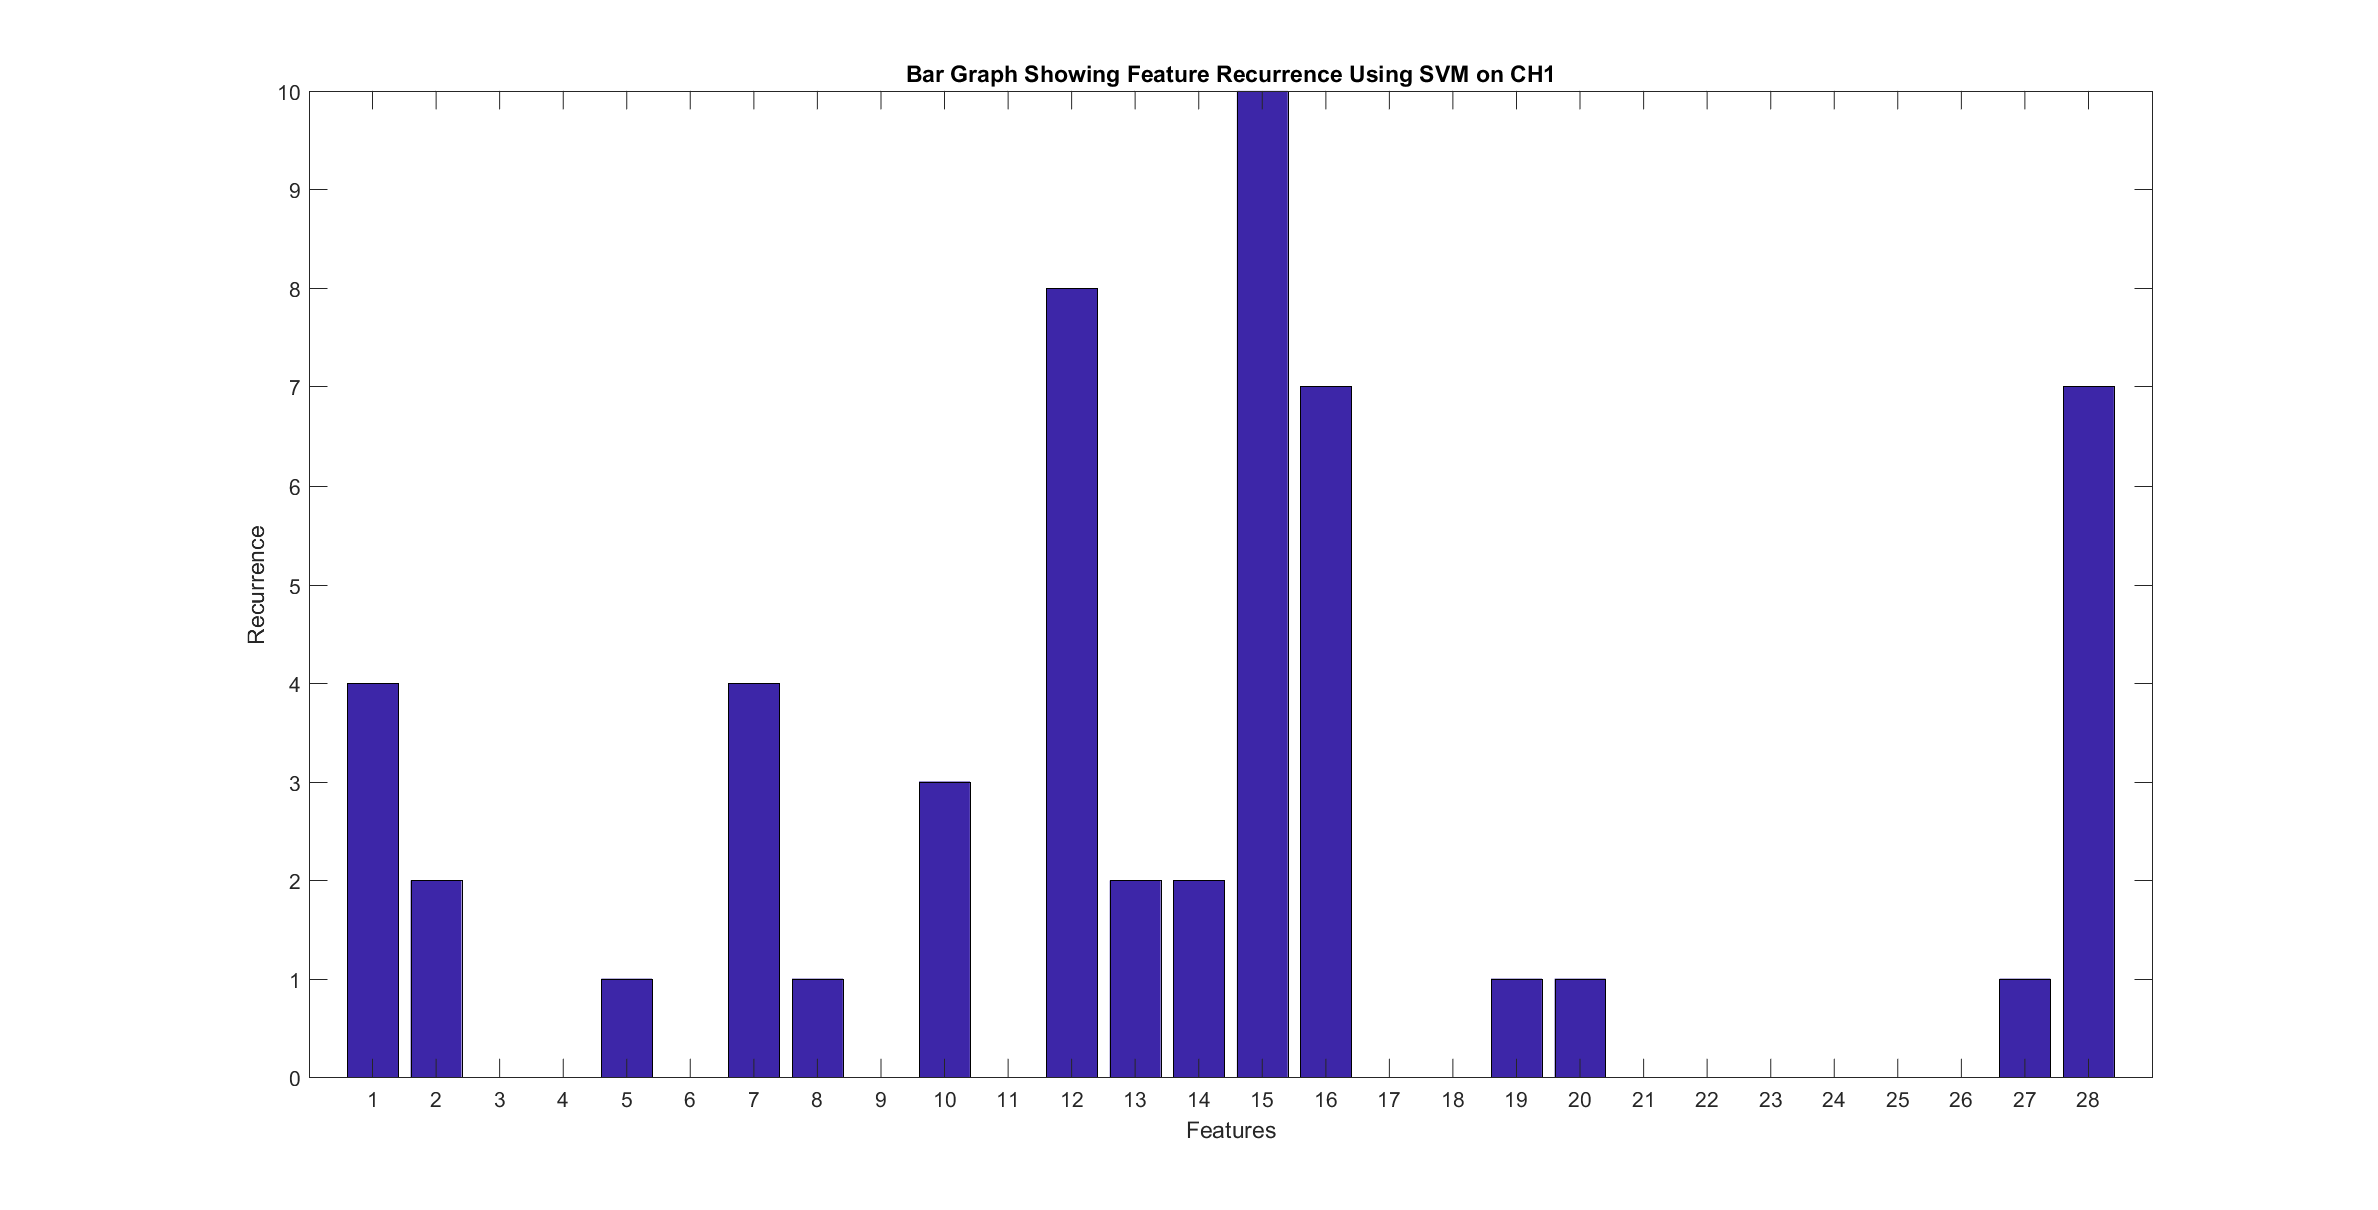 Bar Graph Showing Feature Recurrence Using SVM on CH1
10
9
8
7
6
5
4
3
2
1
0
Recurrence
1 2 3 4 5 6 7 8 9 10 11 12 13 14 15 16 17 18 19 20 21 22 23 24 25 26 27 28
Features